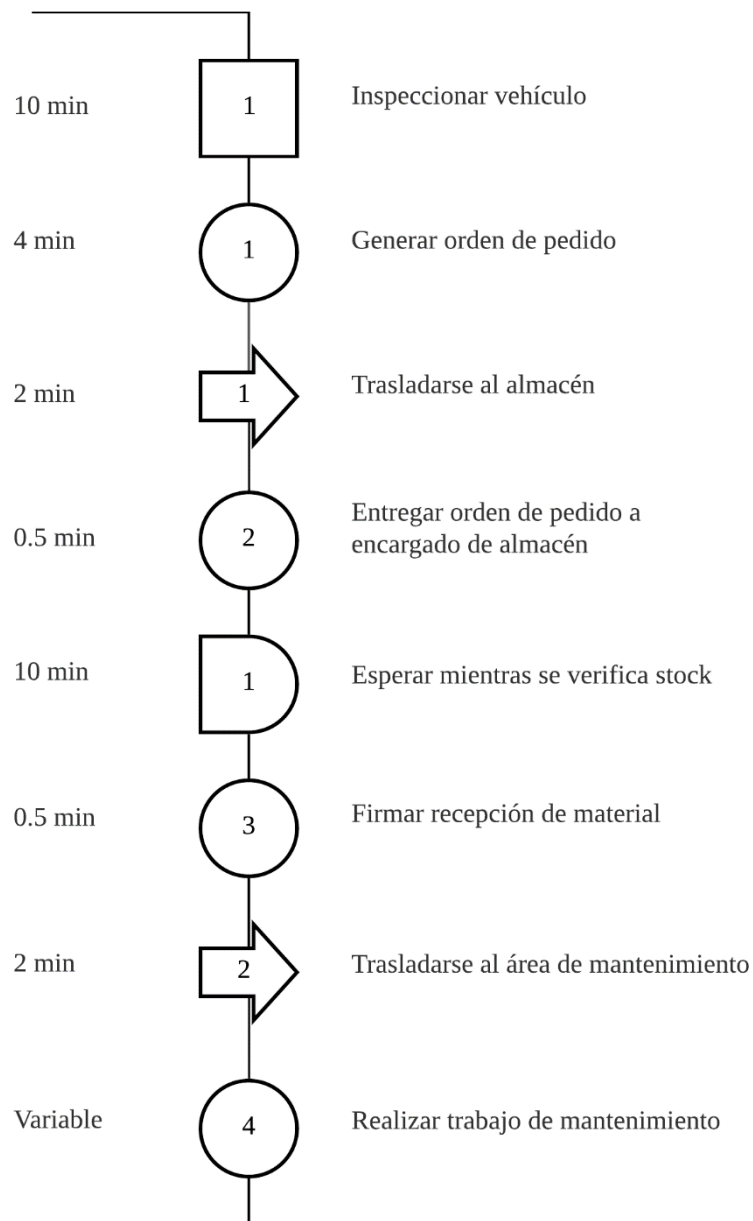 10 min
1
Inspeccionar vehículo
4 min
1
Generar orden de pedido
2 min
1
Trasladarse al almacén
0.5 min
2
Entregar orden de pedido a
encargado de almacén
10 min
1
Esperar mientras se verifica stock
0.5 min
3
Firmar recepción de material
2 min
2
Trasladarse al área de mantenimiento
Variable
4
Realizar trabajo de mantenimiento